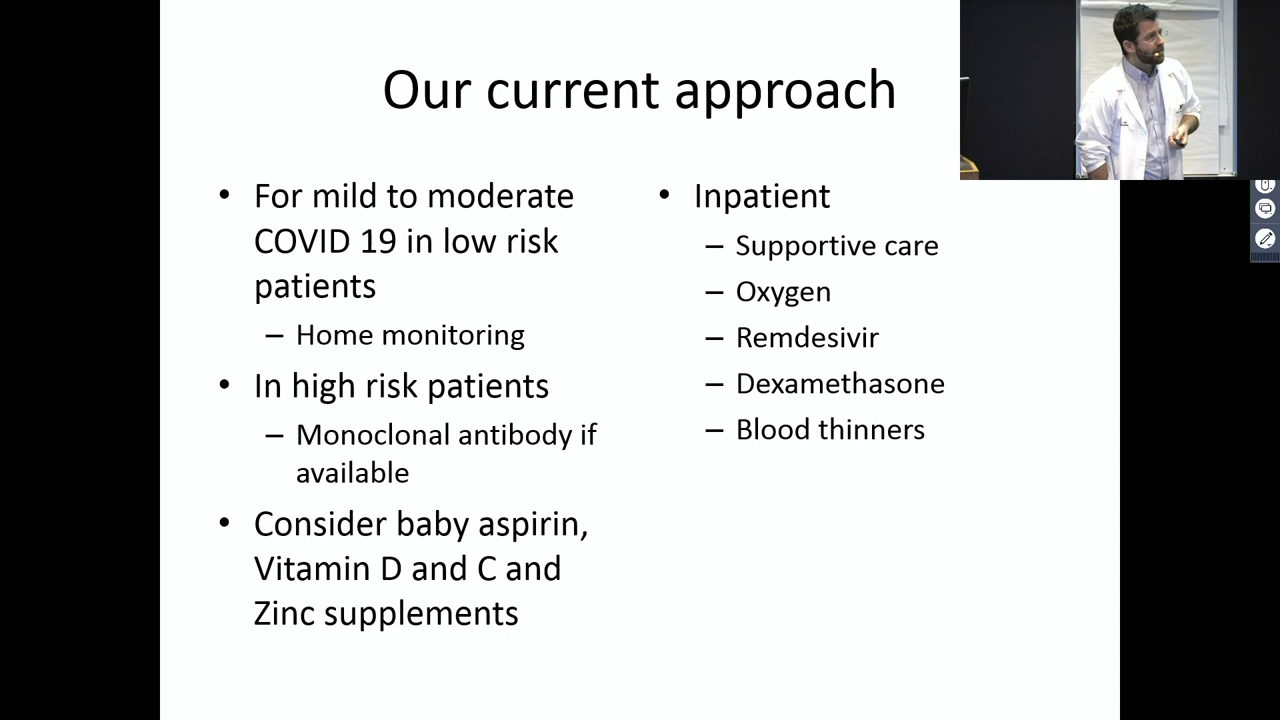 Our current approach
• For mild to moderate
COVID 19 in low risk
patients
– Home monitoring
• In high risk patients
– Monoclonal antibody if
available
• Consider baby aspirin,
Vitamin D and C and
Zinc supplements
• Inpatient
– Supportive care
– Oxygen
– Remdesivir
– Dexamethasone
– Blood thinners